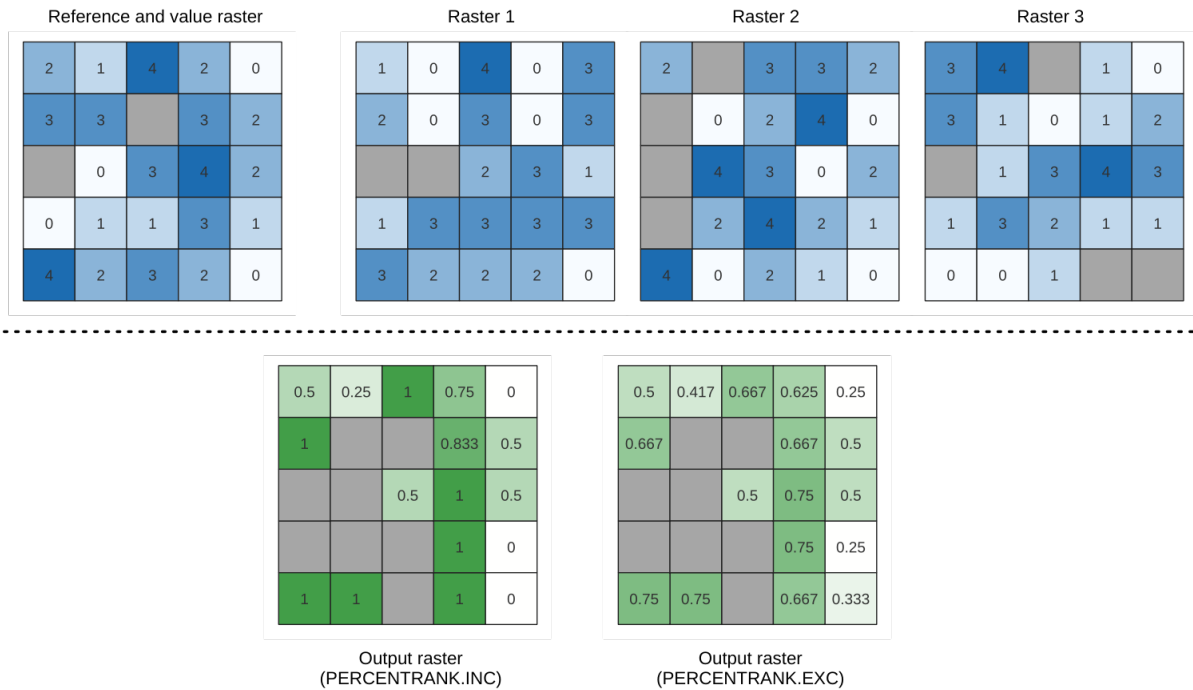 Reference and value raster Raster 1 Raster 2 Raster 3
2 1 4 2 0 1 0 4 0 3 2 3 3 2 3 4 1 0
3 3 3 2 2 0 3 0 3 0 2 4 0 3 1 0 1 2
0 3 4 2 2 3 1 4 3 0 2 1 3 4 3
0 1 1 3 1 1 3 3 3 3 2 4 2 1 1 3 2 1 1
4 2 3 2 0 3 2 2 2 0 4 0 2 1 0 0 0 1
0.5 0.25 1 0.75 0 0.5 0.417 0.667 0.625 0.25
1 0.833 0.5 0.667 0.667 0.5
0.5 1 0.5 0.5 0.75 0.5
1 0 0.75 0.25
1 1 1 0 0.75 0.75 0.667 0.333
Output raster Output raster
(PERCENTRANK.INC) (PERCENTRANK.EXC)